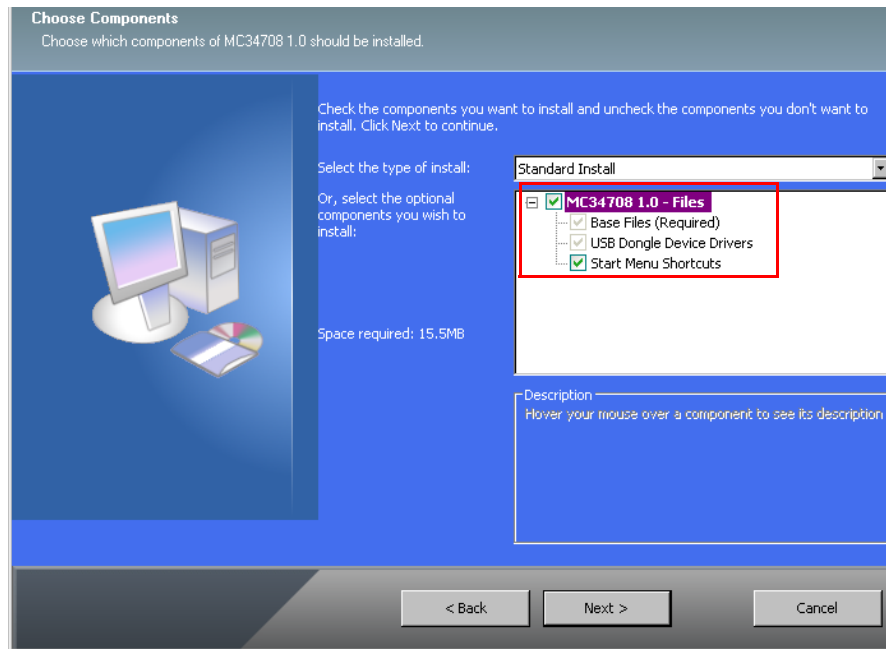 Choose Components
Choose which components of MC34708 1.0 should be installed.
Check the components you want to install and uncheck the components you don't want to
install. Click Next to continue.
Select the type of install:
Standard Install
Or, select the optional
components you wish to
install:
MC34708 1.0 - Files
Base Files (Required)
USB Dongle Device Drivers
Start Menu Shortcuts
Space required: 15.5MB
Description
Hover your mouse over a component to see its description
< Back
Next >
Cancel